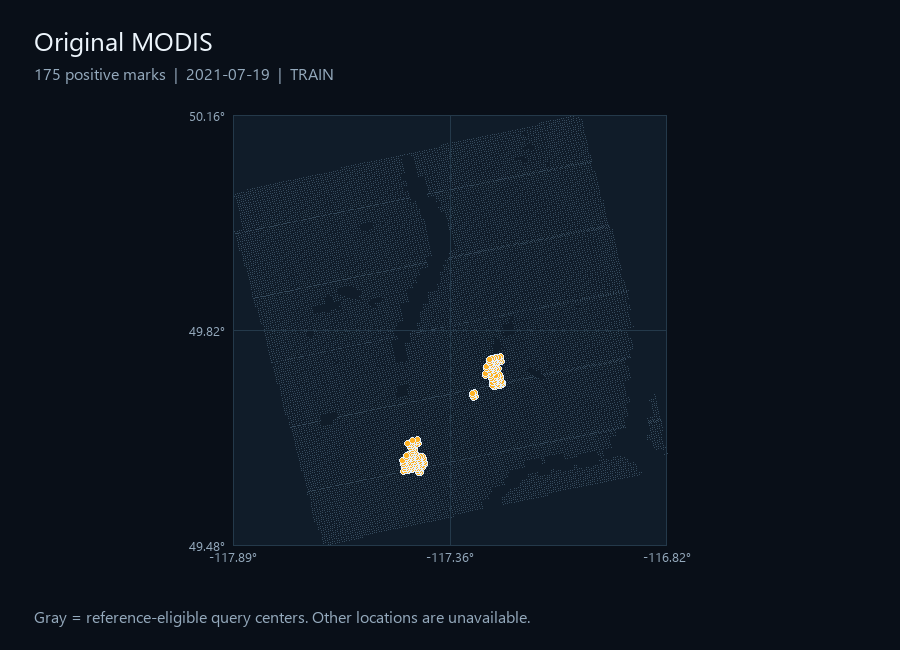 Original MODIS
175 positive marks | 2021-07-19 | TRAIN
50.16°
49.82°
49.48°
-117.89° -117.36° -116.82°
Gray = reference-eligible query centers. Other locations are unavailable.